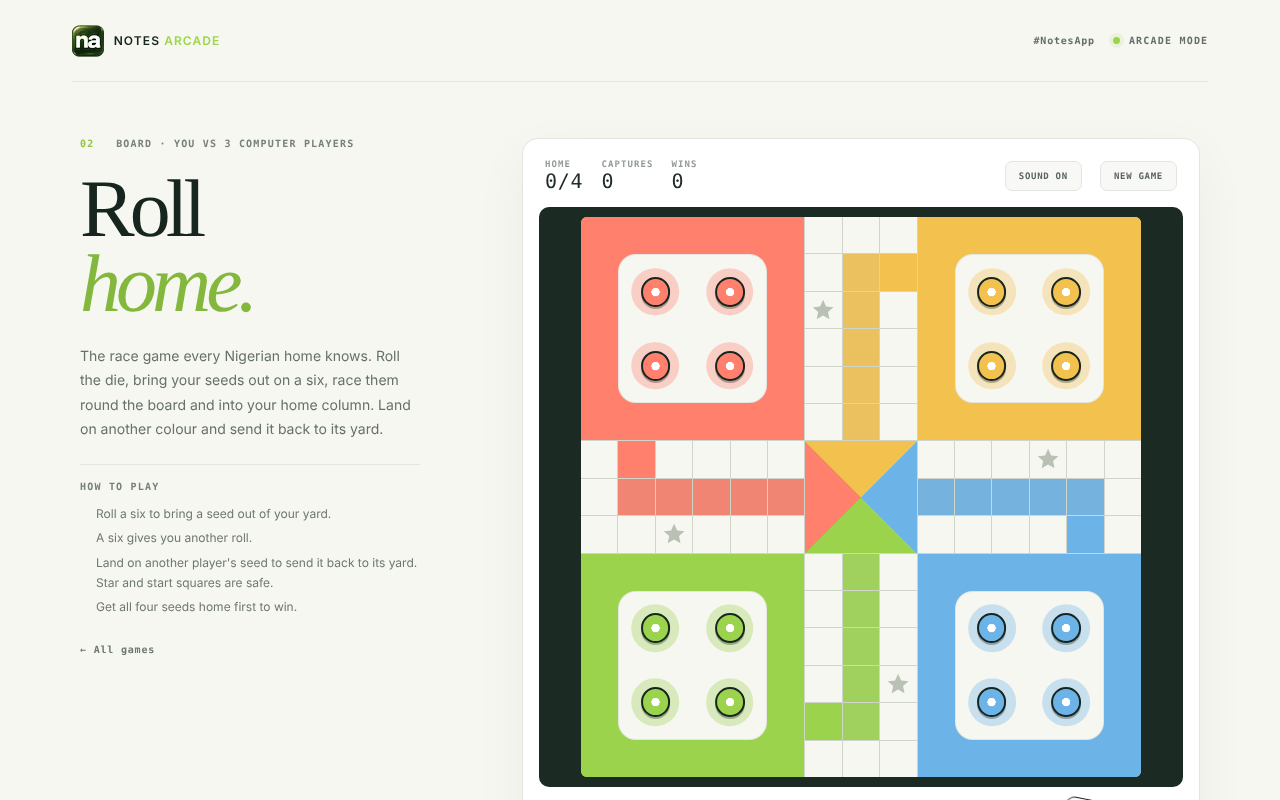 na NOTES ARCADE
#NotesApp ARCADE MODE
02 BOARD · YOU VS 3 COMPUTER PLAYERS
Roll
home.
The race game every Nigerian home knows. Roll
the die, bring your seeds out on a six, race them
round the board and into your home column. Land
on another colour and send it back to its yard.
HOW TO PLAY
Roll a six to bring a seed out of your yard.
A six gives you another roll.
Land on another player's seed to send it back to its yard.
Star and start squares are safe.
Get all four seeds home first to win.
← All games
HOME CAPTURES WINS
0/4 0 0
SOUND ON NEW GAME